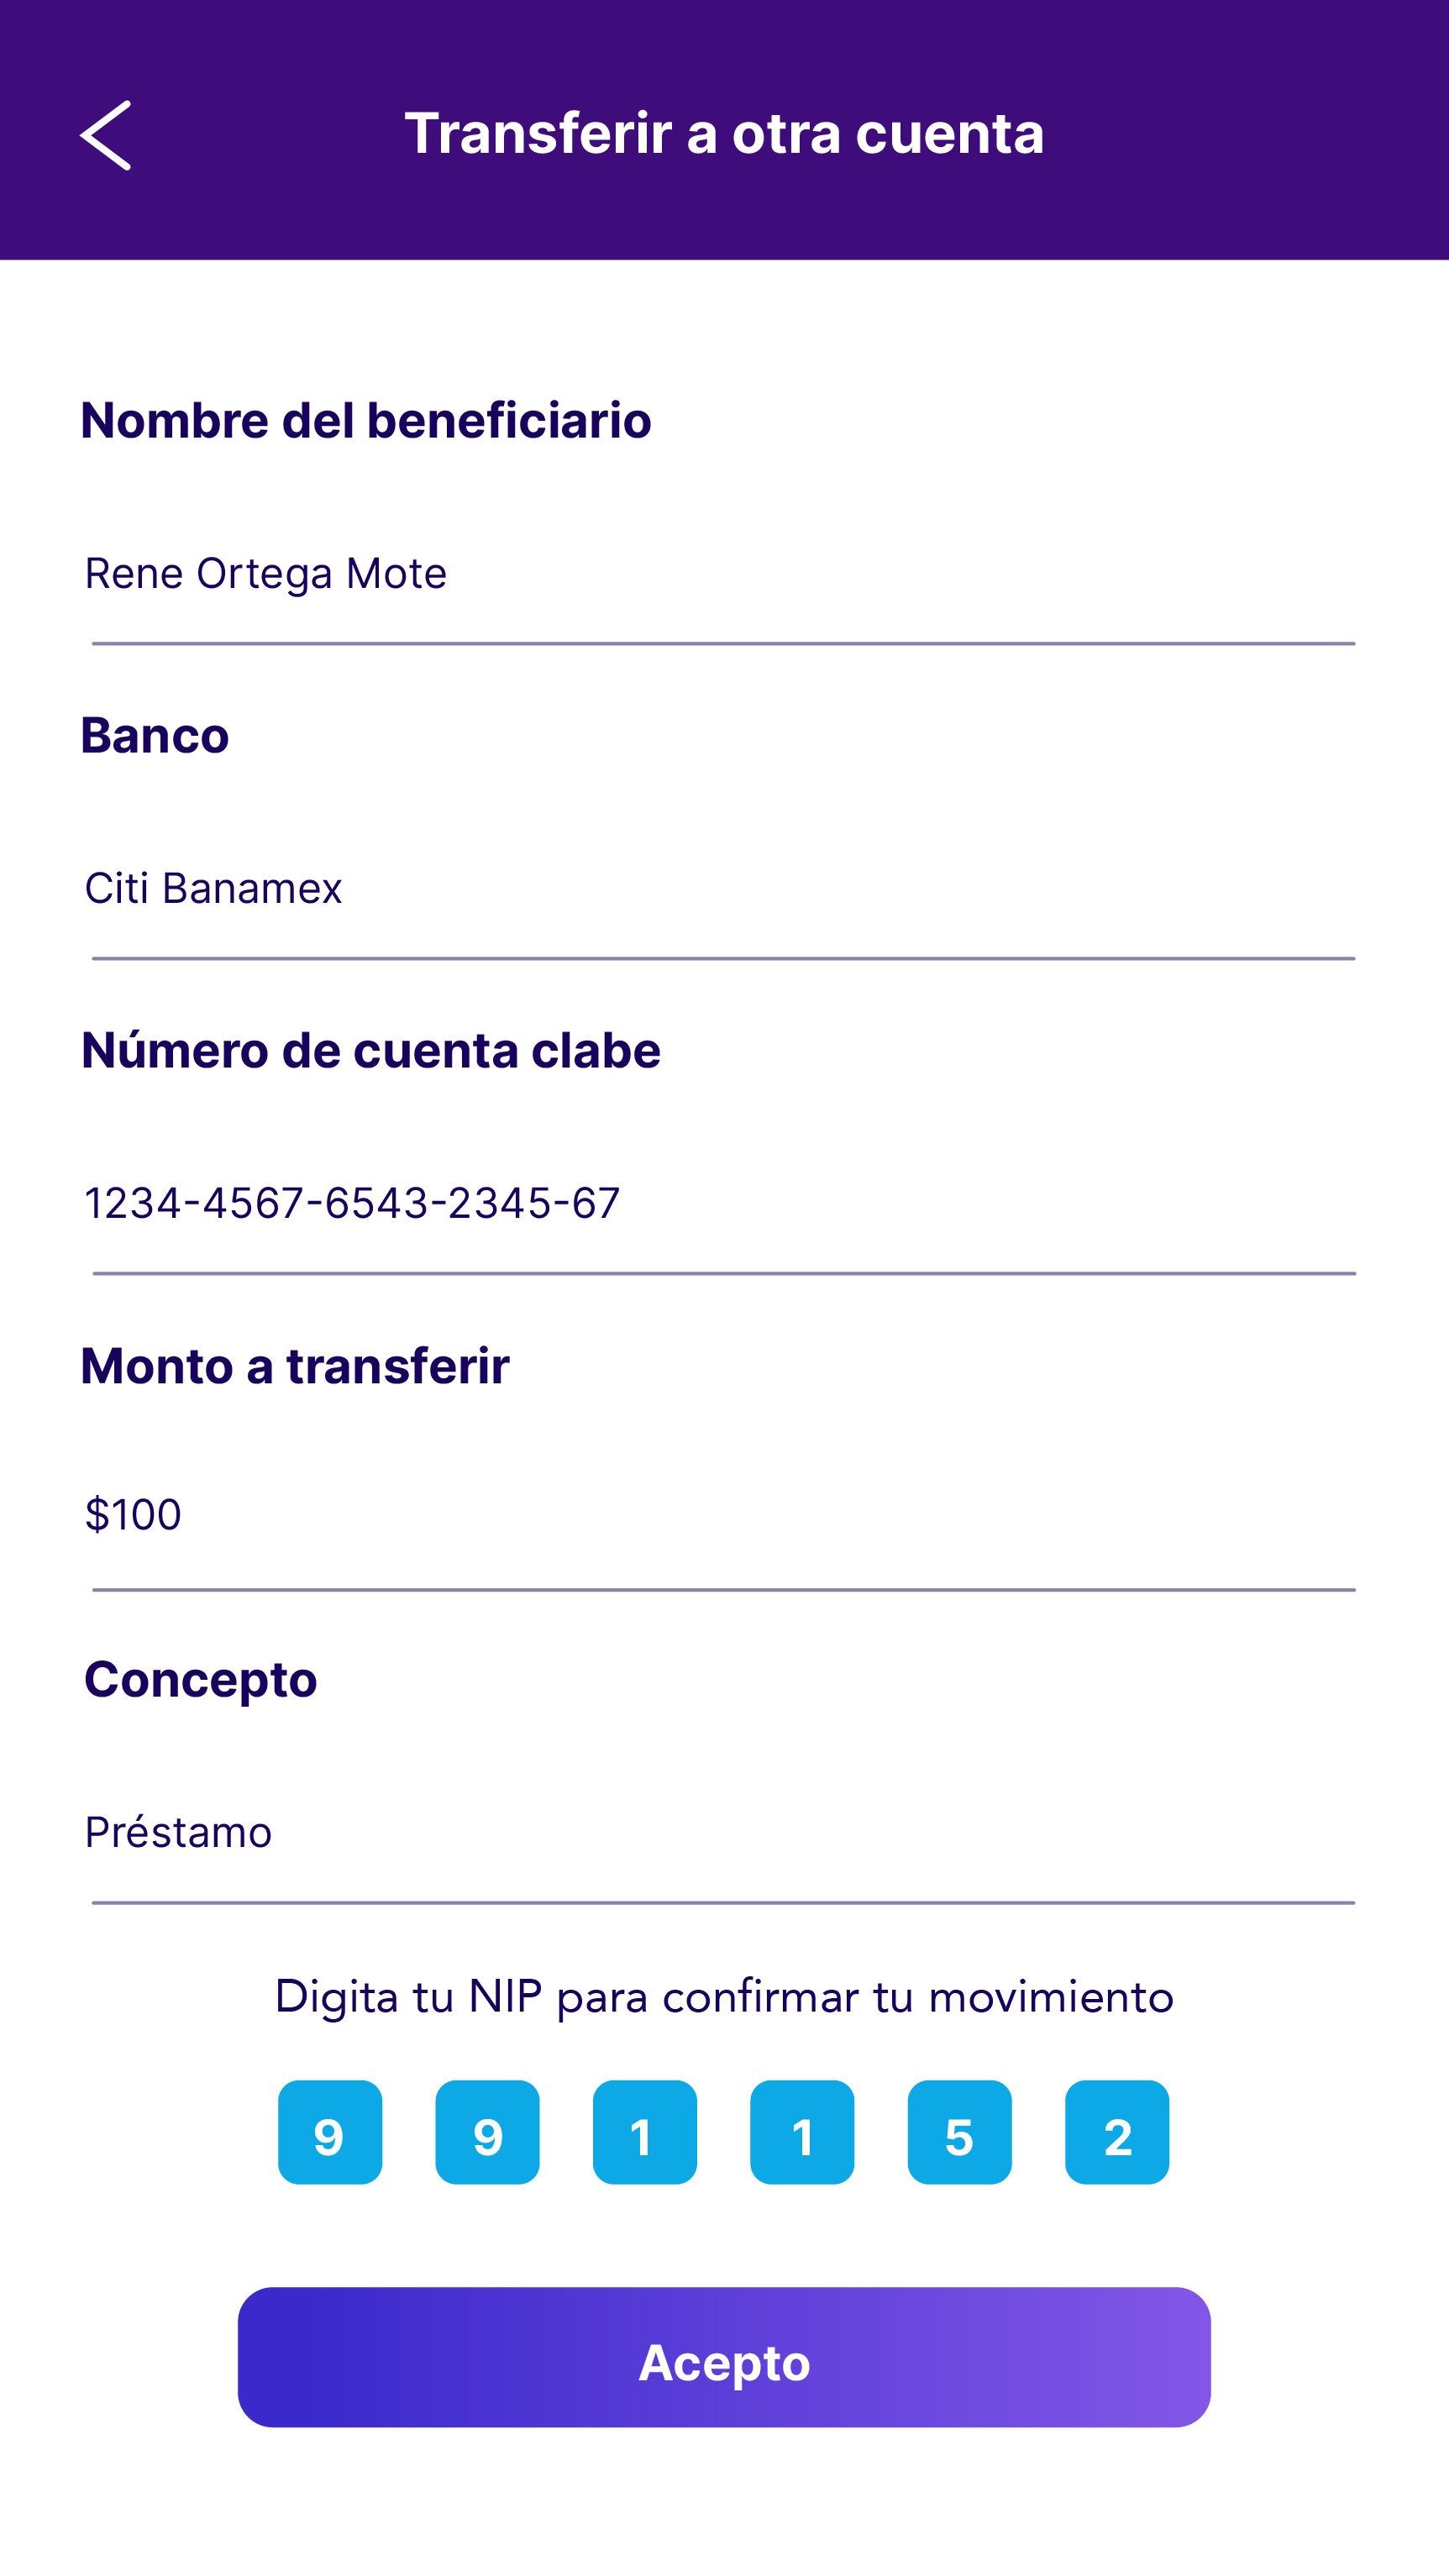 Transferir a otra cuenta
Nombre del beneficiario
Rene Ortega Mote
Banco
Citi Banamex
Número de cuenta clabe
1234-4567-6543-2345-67
Monto a transferir
$100
Concepto
Préstamo
Digita tu NIP para confirmar tu movimiento
9 9 1 1 5 2
Acepto